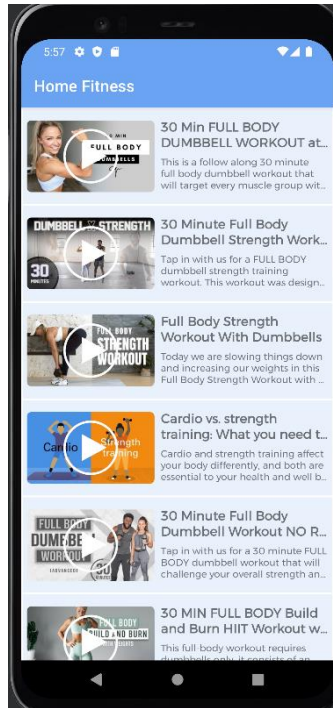 5:57
Home Fitness
MIN
FULL BODY
DUMBBELLS
30 Min FULL BODY
DUMBBELL WORKOUT at...
This is a follow along 30 minute
full body dumbbell workout that
will target every muscle group wit...
DUMBBELL STRENGTH
30
MINUTES
30 Minute Full Body
Dumbbell Strength Work...
Tap in with us for a FULL BODY
dumbbell strength training
workout. This workout was design...
FULL BODY
STRENGTH
WORKOUT
Full Body Strength
Workout With Dumbbells
Today we are slowing things down
and increasing our weights in this
Full Body Strength Workout with ...
Cardio
Strength
training
Cardio vs. strength
training: What you need t...
Cardio and strength training affect
your body differently, and both are
essential to your health and well b...
FULL BODY
DUMBBELL
WORKOUT
30
30 Minute Full Body
Dumbbell Workout NO R...
Tap in with us for a 30 minute FULL
BODY dumbbell workout that will
challenge your overall strength an...
FULL BODY
BUILD AND BURN
30 MIN FULL BODY Build
and Burn HIIT Workout w...
This full body workout requires
dumbbells only, it consists of an